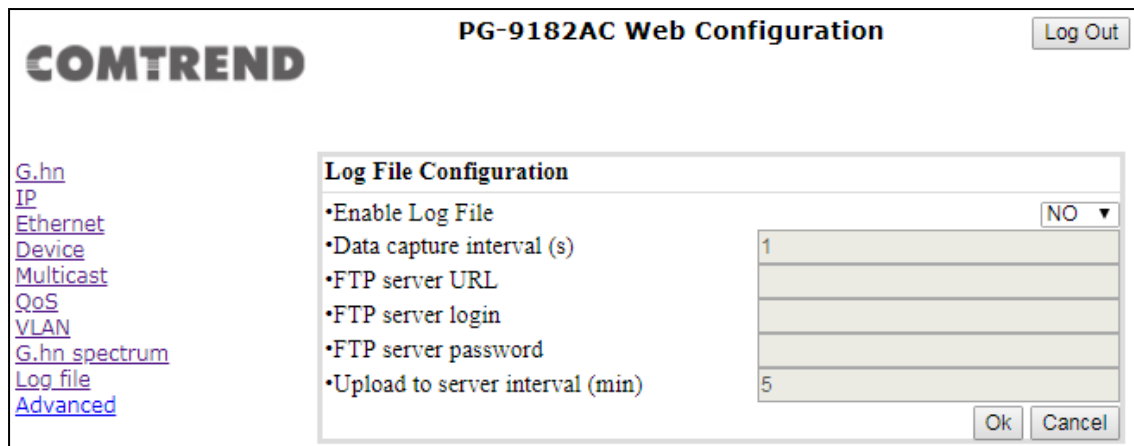 PG-9182AC Web Configuration
Log Out
COMTREND
G.hn
IP
Ethernet
Device
Multicast
QoS
VLAN
G.hn spectrum
Log file
Advanced
Log File Configuration
•Enable Log File NO
•Data capture interval (s) 1
•FTP server URL
•FTP server login
•FTP server password
•Upload to server interval (min) 5
Ok Cancel